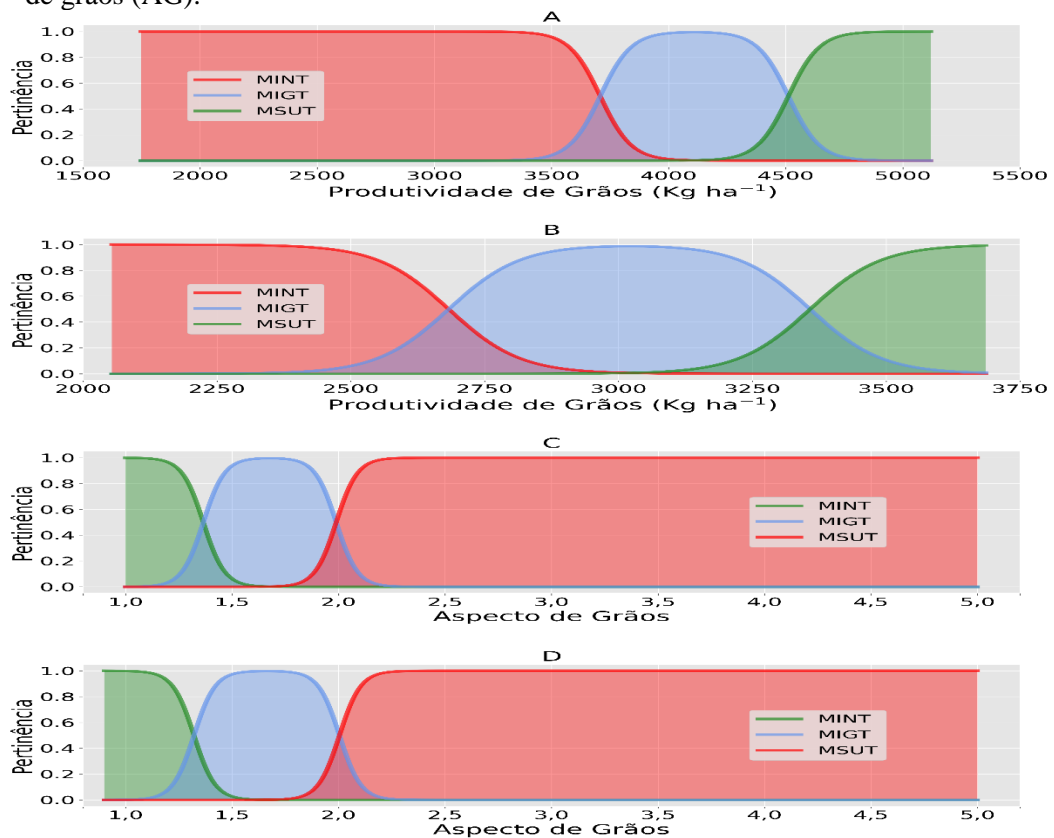 de grãos (AG).
A
1.0
0.8
0.6
0.4
0.2
0.0
Pertinência
MINT
MIGT
MSUT
1500 2000 2500 3000 3500 4000 4500 5000 5500
Produtividade de Grãos (Kg ha⁻¹)
B
1.0
0.8
0.6
0.4
0.2
0.0
Pertinência
MINT
MIGT
MSUT
2000 2250 2500 2750 3000 3250 3500 3750
Produtividade de Grãos (Kg ha⁻¹)
C
1.0
0.8
0.6
0.4
0.2
0.0
Pertinência
MINT
MIGT
MSUT
1,0 1,5 2,0 2,5 3,0 3,5 4,0 4,5 5,0
Aspecto de Grãos
D
1.0
0.8
0.6
0.4
0.2
0.0
Pertinência
MINT
MIGT
MSUT
1,0 1,5 2,0 2,5 3,0 3,5 4,0 4,5 5,0
Aspecto de Grãos